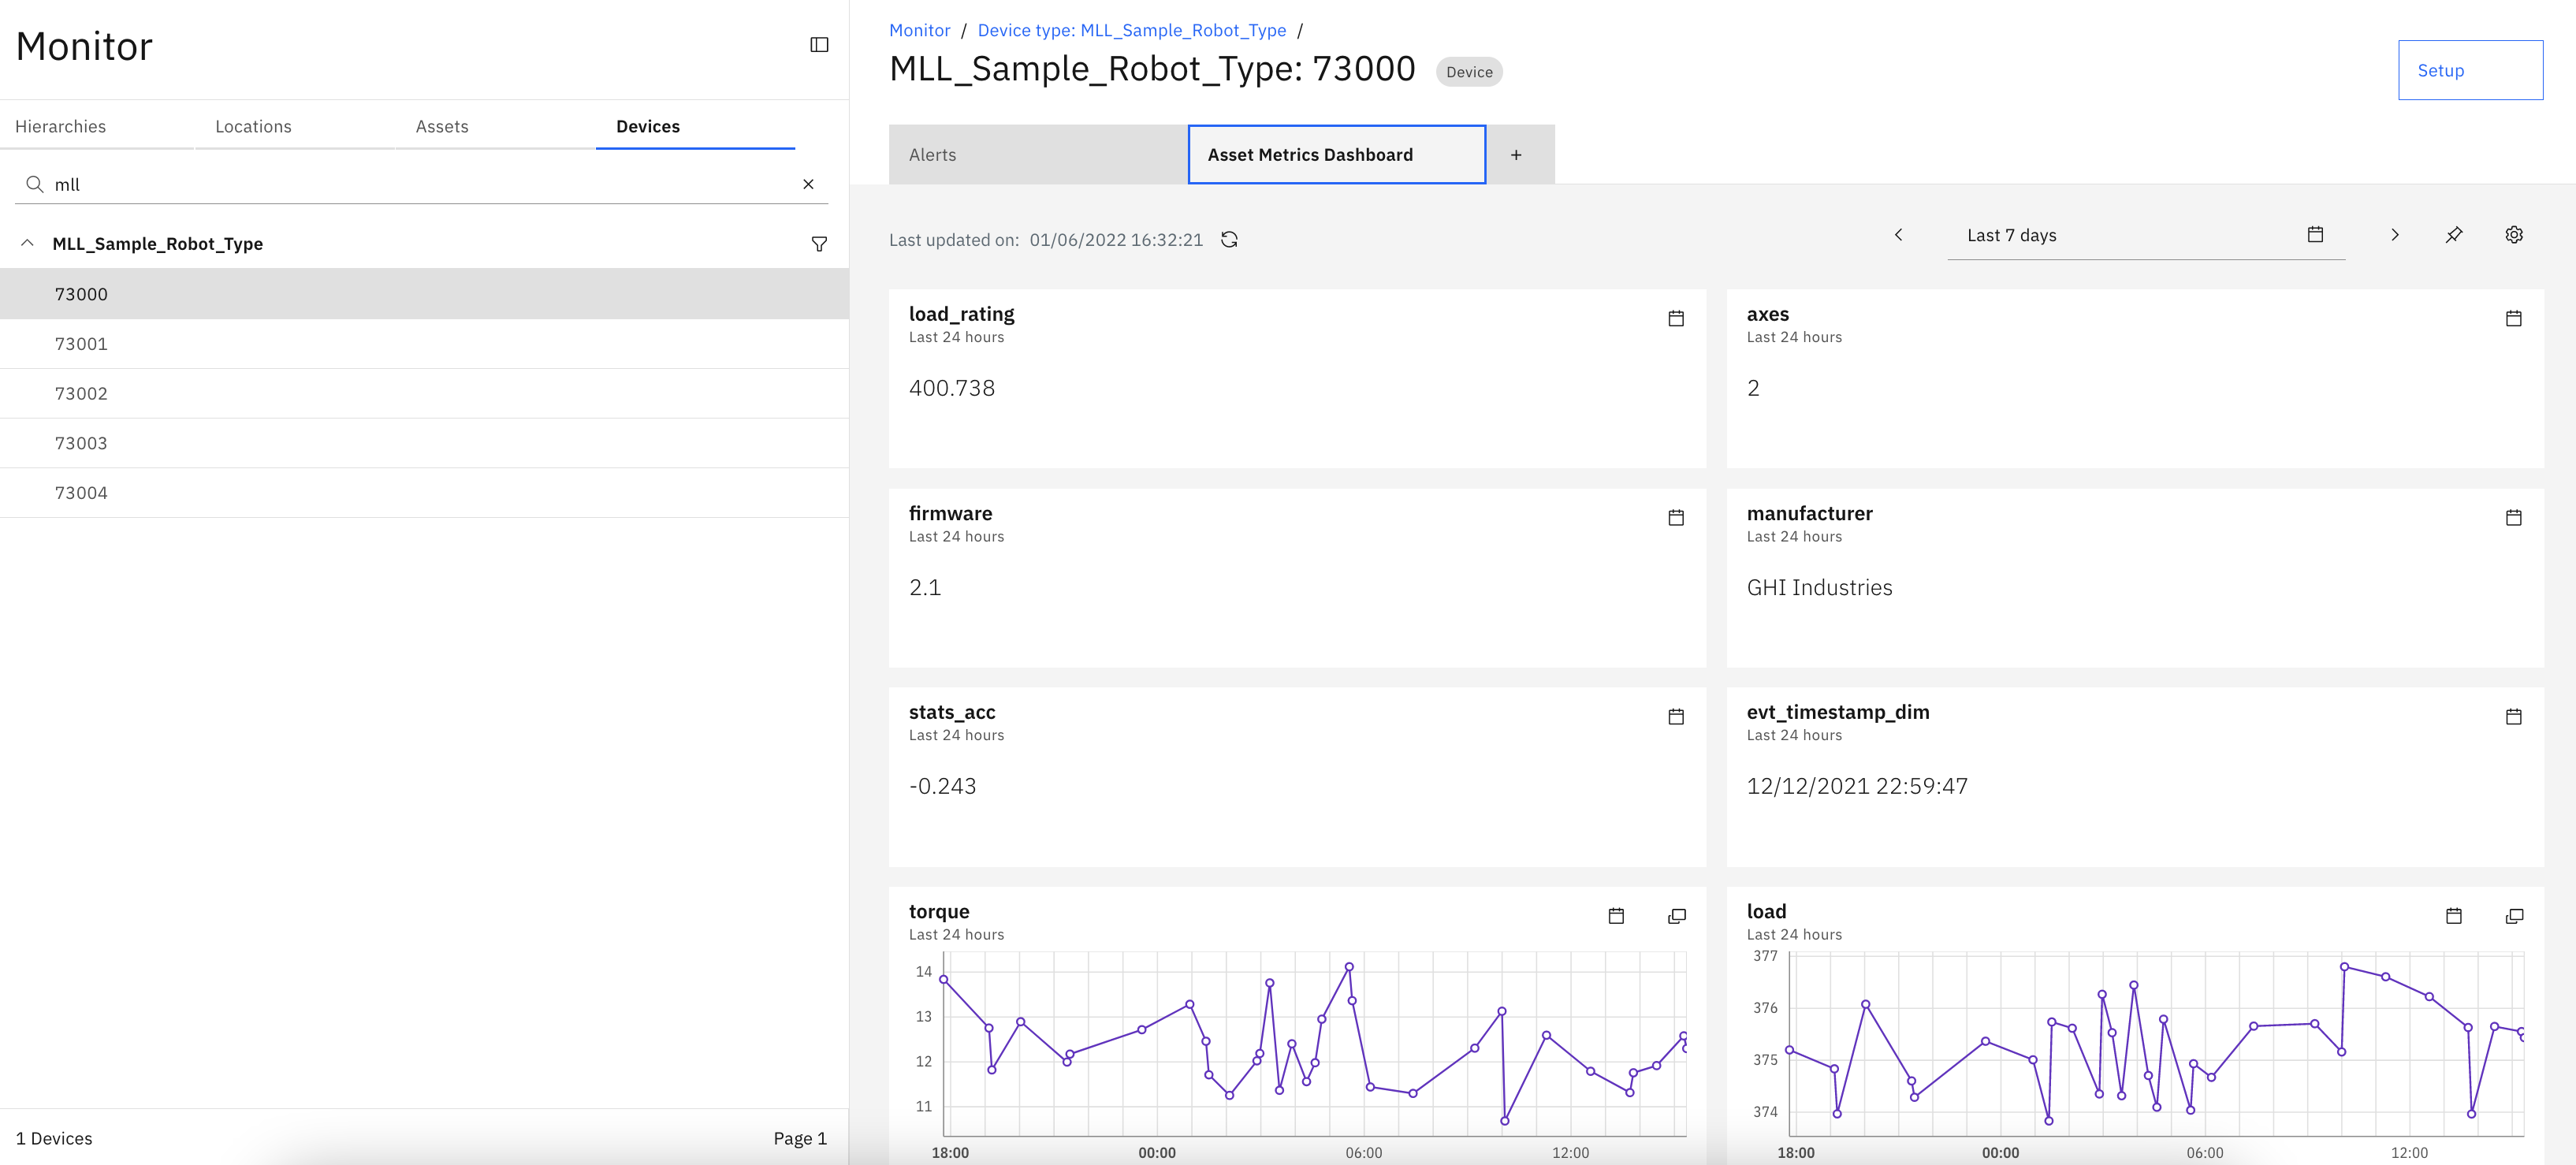 Monitor
Hierarchies
Locations
Assets
Devices
mll
MLL_Sample_Robot_Type
73000
73001
73002
73003
73004
1 Devices
Page 1
Monitor / Device type: MLL_Sample_Robot_Type /
MLL_Sample_Robot_Type: 73000
Device
Setup
Alerts
Asset Metrics Dashboard
+
Last updated on: 01/06/2022 16:32:21
Last 7 days
load_rating
Last 24 hours
400.738
axes
Last 24 hours
2
firmware
Last 24 hours
2.1
manufacturer
Last 24 hours
GHI Industries
stats_acc
Last 24 hours
-0.243
evt_timestamp_dim
Last 24 hours
12/12/2021 22:59:47
torque
Last 24 hours
14
13
12
11
18:00 00:00 06:00 12:00
load
Last 24 hours
377
376
375
374
18:00 00:00 06:00 12:00